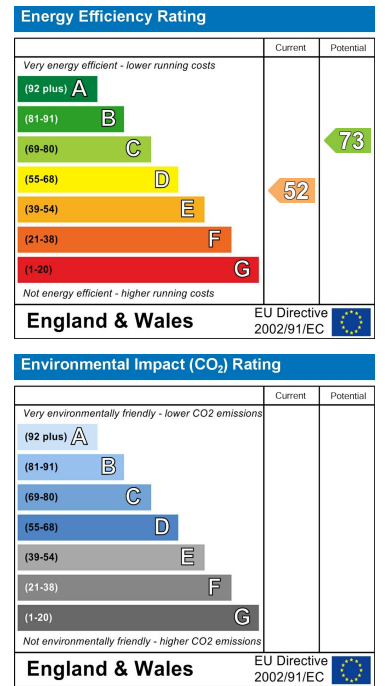 Energy Efficiency Rating
Current Potential
Very energy efficient - lower running costs
(92 plus) A
(81-91) B
(69-80) C
73
(55-68) D
52
(39-54) E
(21-38) F
(1-20) G
Not energy efficient - higher running costs
England & Wales
EU Directive
2002/91/EC
Environmental Impact (CO₂) Rating
Current Potential
Very environmentally friendly - lower CO2 emissions
(92 plus) A
(81-91) B
(69-80) C
(55-68) D
(39-54) E
(21-38) F
(1-20) G
Not environmentally friendly - higher CO2 emissions
England & Wales
EU Directive
2002/91/EC